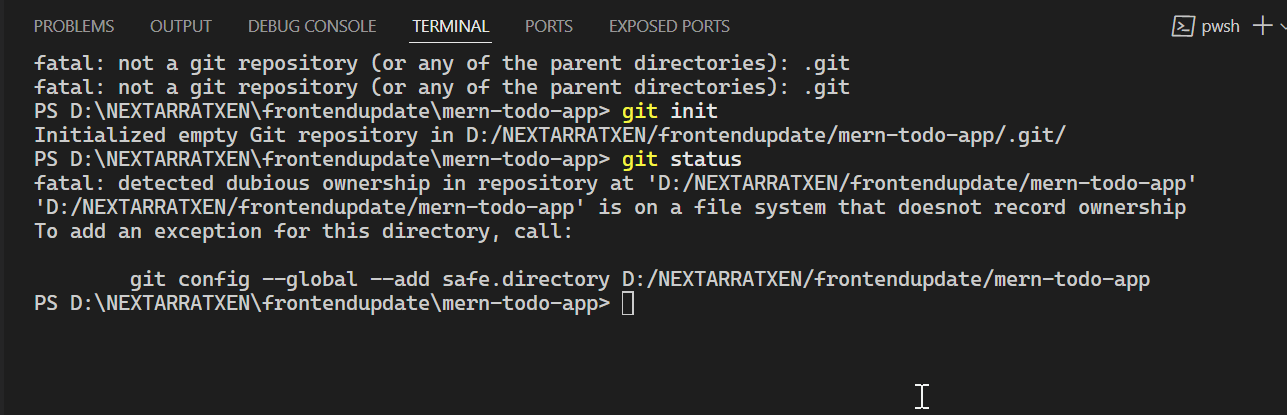 PROBLEMS OUTPUT DEBUG CONSOLE TERMINAL PORTS EXPOSED PORTS pwsh
fatal: not a git repository (or any of the parent directories): .git
fatal: not a git repository (or any of the parent directories): .git
PS D:\NEXTARRATXEN\frontendupdate\mern-todo-app> git init
Initialized empty Git repository in D:/NEXTARRATXEN/frontendupdate/mern-todo-app/.git/
PS D:\NEXTARRATXEN\frontendupdate\mern-todo-app> git status
fatal: detected dubious ownership in repository at 'D:/NEXTARRATXEN/frontendupdate/mern-todo-app'
'D:/NEXTARRATXEN/frontendupdate/mern-todo-app' is on a file system that doesnot record ownership
To add an exception for this directory, call:
git config --global --add safe.directory D:/NEXTARRATXEN/frontendupdate/mern-todo-app
PS D:\NEXTARRATXEN\frontendupdate\mern-todo-app>